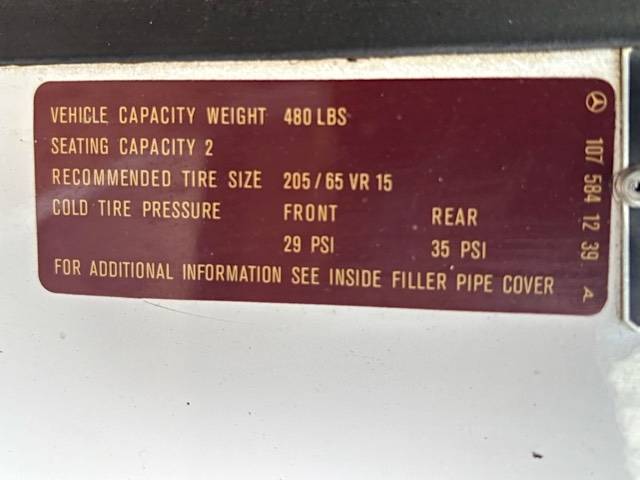 VEHICLE CAPACITY WEIGHT 480 LBS
SEATING CAPACITY 2
RECOMMENDED TIRE SIZE 205/65 VR 15
COLD TIRE PRESSURE FRONT REAR
29 PSI 35 PSI
FOR ADDITIONAL INFORMATION SEE INSIDE FILLER PIPE COVER
107 584 12 39 A